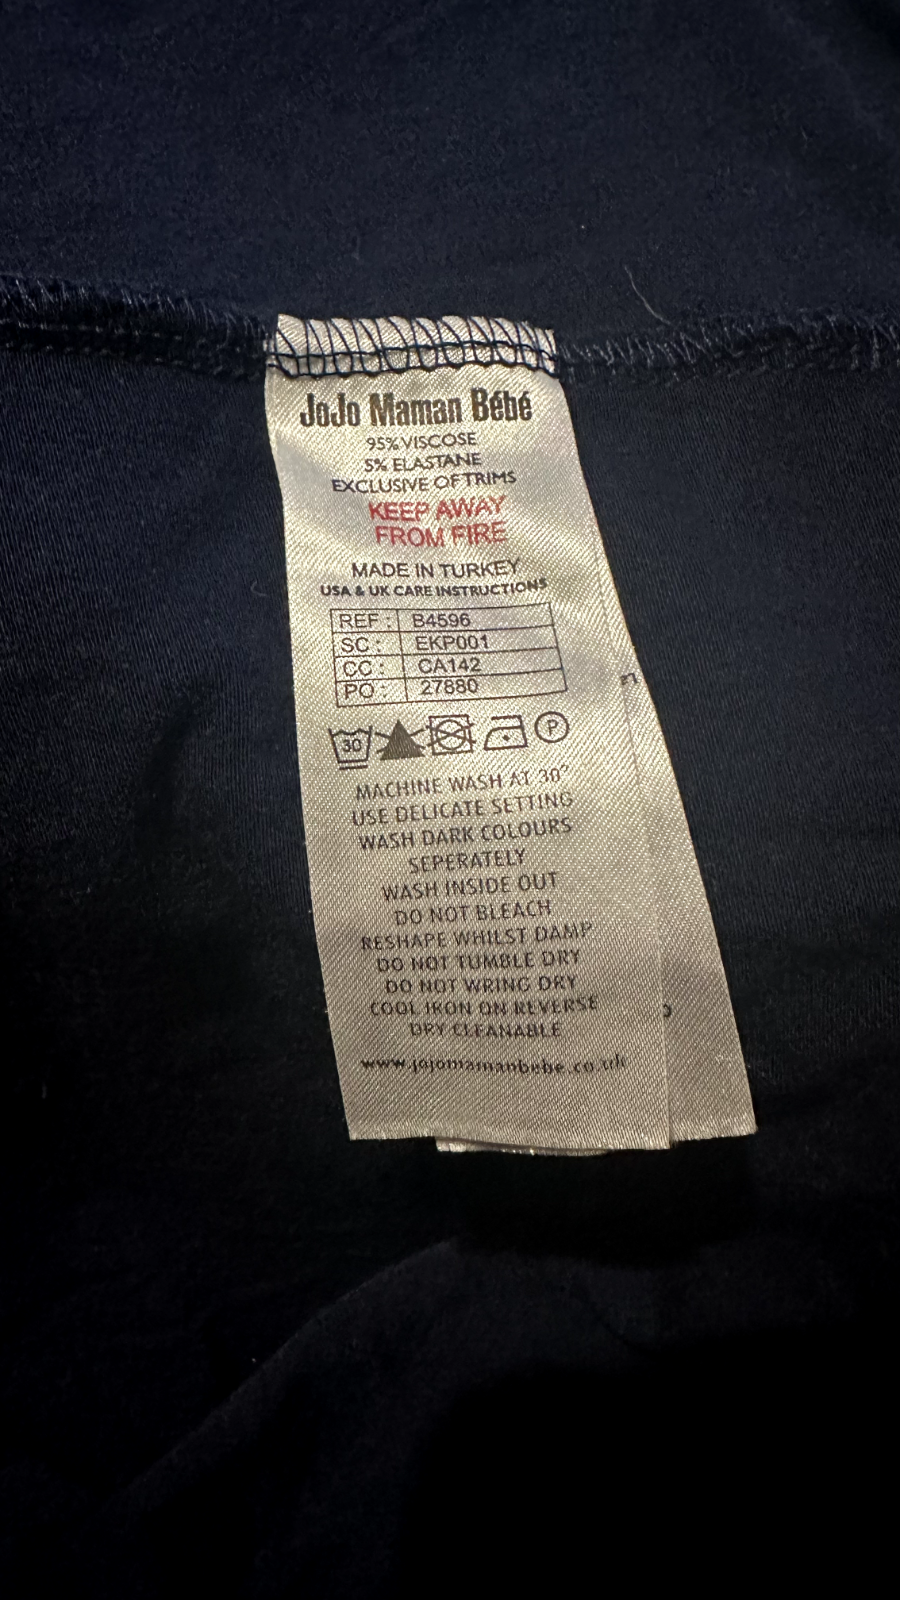 JoJo Maman Bébé
95% VISCOSE
5% ELASTANE
EXCLUSIVE OF TRIMS
KEEP AWAY
FROM FIRE
MADE IN TURKEY
USA & UK CARE INSTRUCTIONS
REF : B4596
SC : EKP001
CC : CA142
PO : 27880
30 P
MACHINE WASH AT 30°
USE DELICATE SETTING
WASH DARK COLOURS
SEPERATELY
WASH INSIDE OUT
DO NOT BLEACH
RESHAPE WHILST DAMP
DO NOT TUMBLE DRY
DO NOT WRING DRY
COOL IRON ON REVERSE
DRY CLEANABLE
www.jojomamanbebe.co.uk